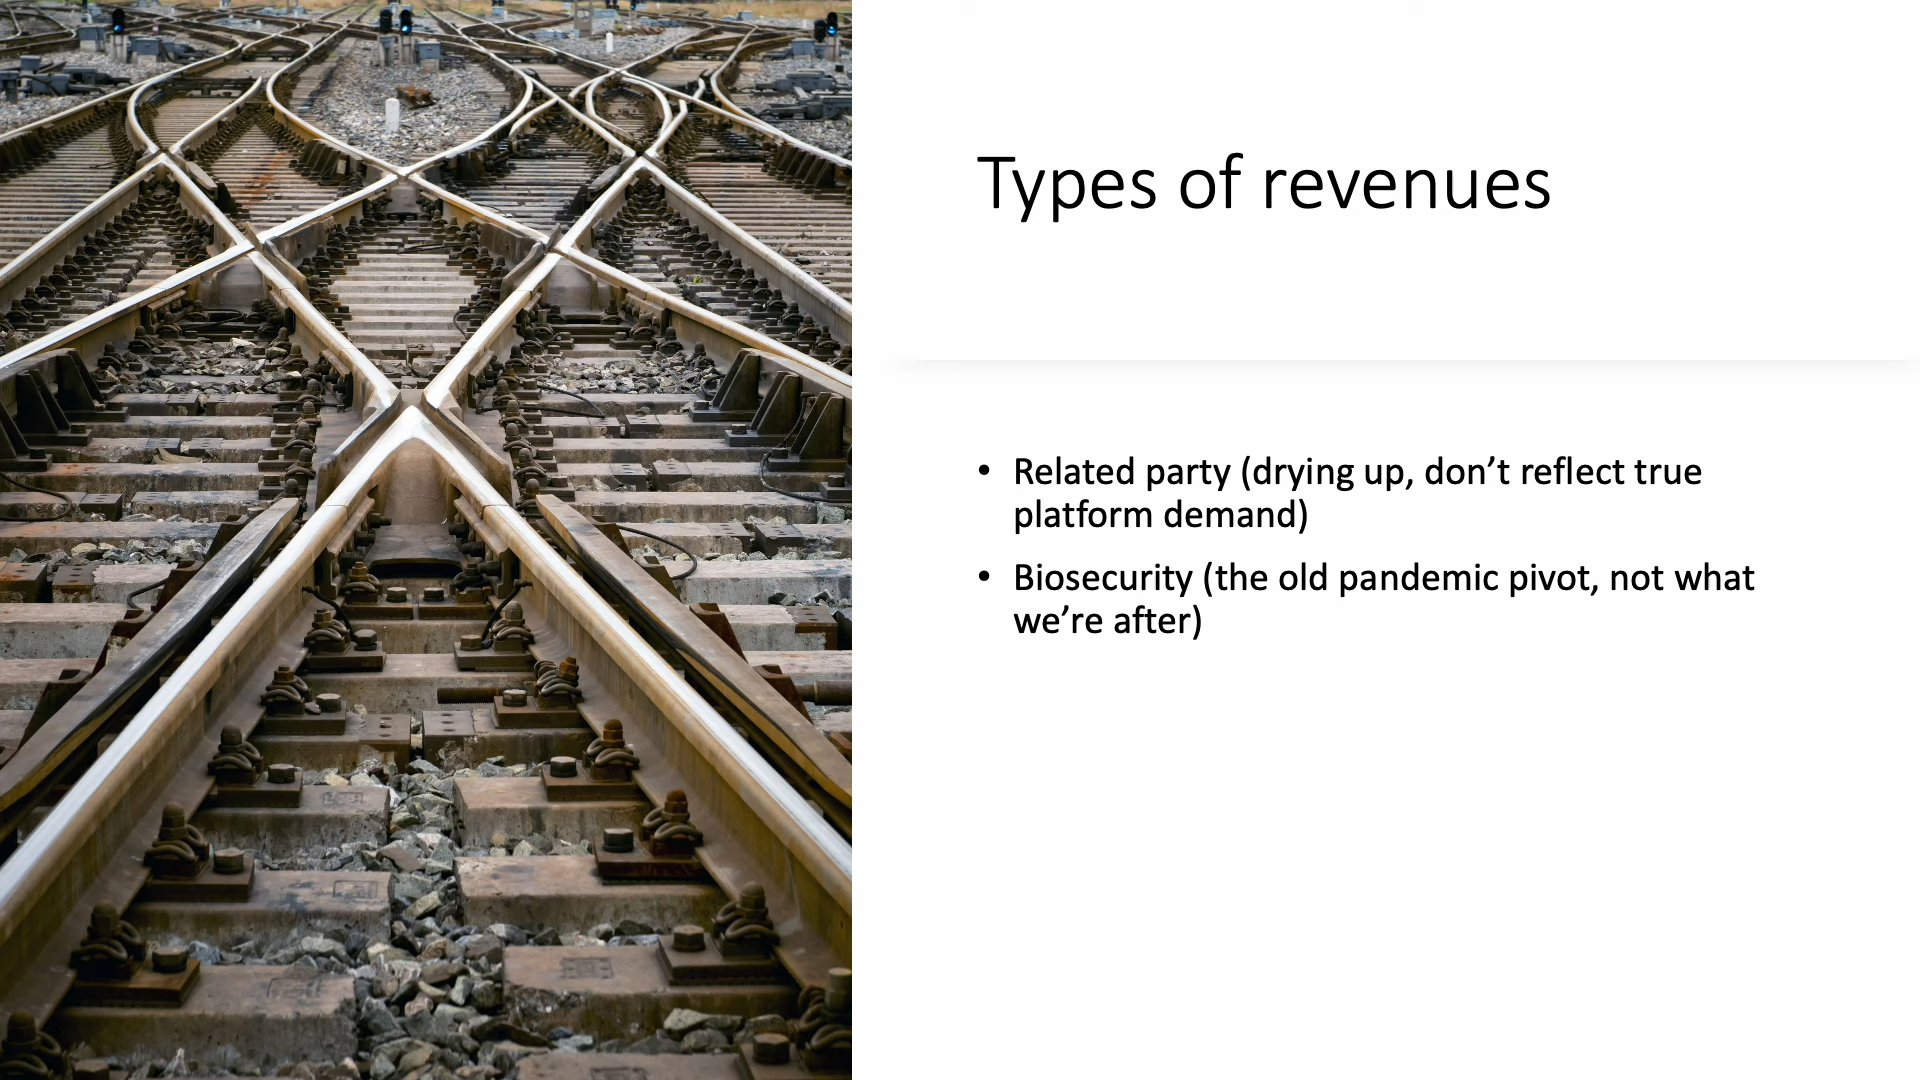 Types of revenues
• Related party (drying up, don’t reflect true
platform demand)
• Biosecurity (the old pandemic pivot, not what
we’re after)